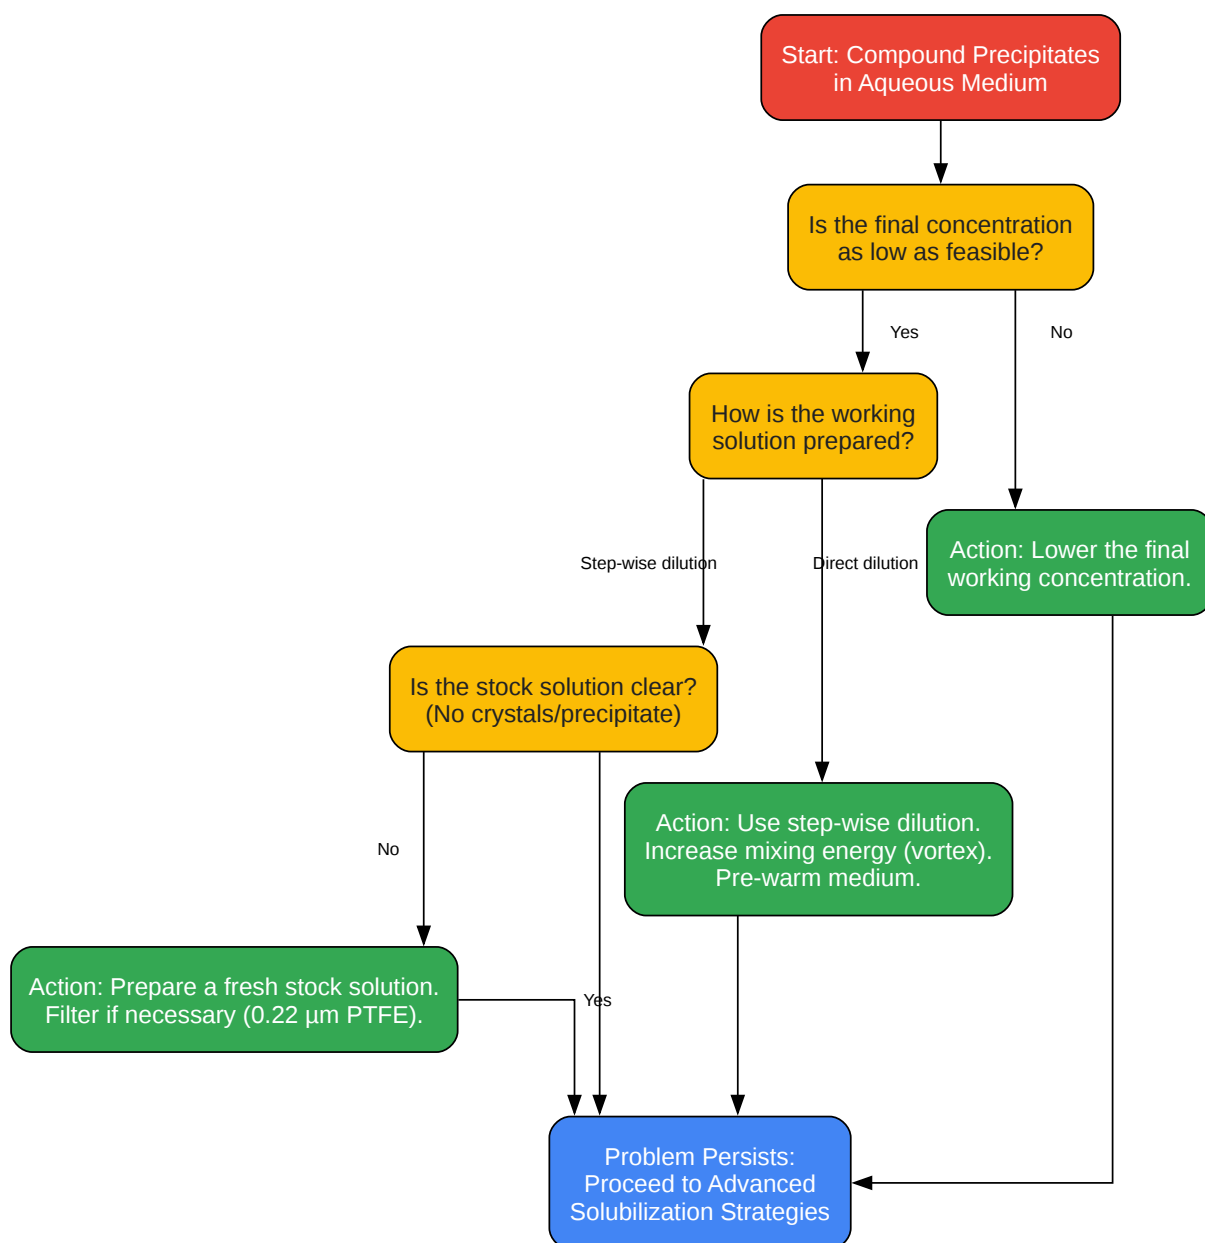 Start: Compound Precipitates
in Aqueous Medium
Is the final concentration
as low as feasible?
Yes
No
How is the working
solution prepared?
Step-wise dilution
Direct dilution
Action: Lower the final
working concentration.
Is the stock solution clear?
(No crystals/precipitate)
No
Action: Use step-wise dilution.
Increase mixing energy (vortex).
Pre-warm medium.
Action: Prepare a fresh stock solution.
Filter if necessary (0.22 µm PTFE).
Yes
Problem Persists:
Proceed to Advanced
Solubilization Strategies